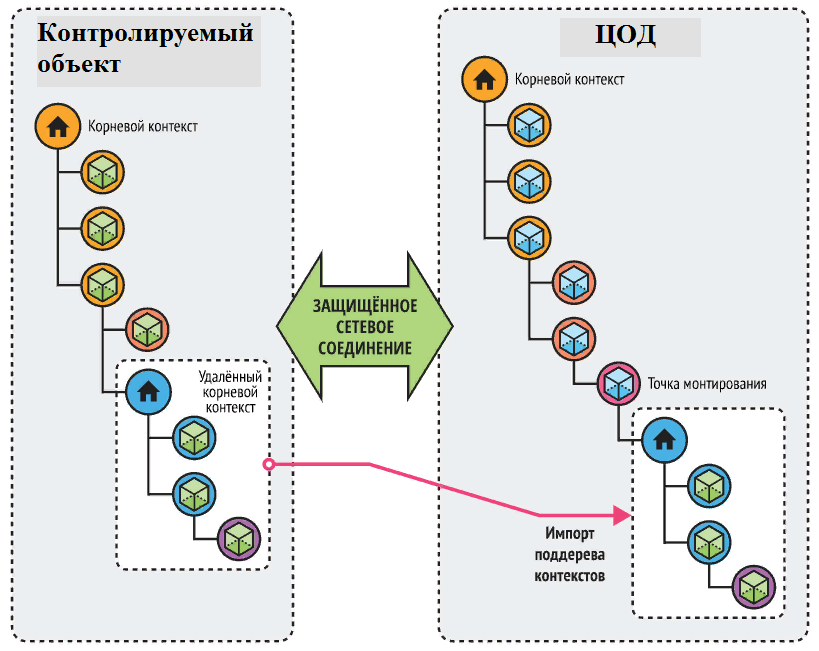 Контролируемый
объект
Корневой контекст
Удалённый
корневой
контекст
ЗАЩИЩЁННОЕ
СЕТЕВОЕ
СОЕДИНЕНИЕ
ЦОД
Корневой контекст
Точка монтирования
Импорт
поддерева
контекстов